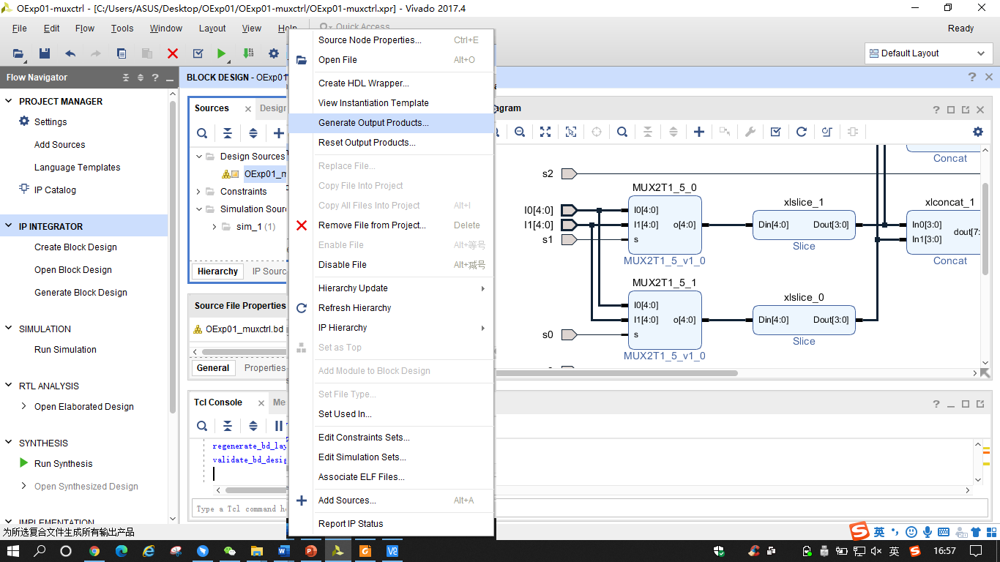 OExp01-muxctrl - [C:/Users/ASUS/Desktop/OExp01/OExp01-muxctrl/OExp01-muxctrl.xpr] - Vivado 2017.4
File Edit Flow Tools Window Layout View Help Quick Access Ready
Default Layout
Flow Navigator
PROJECT MANAGER
Settings
Add Sources
Language Templates
IP Catalog
IP INTEGRATOR
Create Block Design
Open Block Design
Generate Block Design
SIMULATION
Run Simulation
RTL ANALYSIS
Open Elaborated Design
SYNTHESIS
Run Synthesis
Open Synthesized Design
IMPLEMENTATION
BLOCK DESIGN - OExp01
Sources Design
Design Sources
OExp01_m
Constraints
Simulation Sour
sim_1 (1)
Hierarchy IP Sourc
Source File Properties
OExp01_muxctrl.bd
General Properties
Tcl Console Me
regenerate_bd_lay
validate_bd_desig
Type a Tcl command he
Source Node Properties... Ctrl+E
Open File Alt+O
Create HDL Wrapper...
View Instantiation Template
Generate Output Products...
Reset Output Products...
Replace File...
Copy File Into Project
Copy All Files Into Project Alt+I
Remove File from Project... Delete
Enable File Alt+等号
Disable File Alt+减号
Hierarchy Update
Refresh Hierarchy
IP Hierarchy
Set as Top
Add Module to Block Design
Set File Type...
Set Used In...
Edit Constraints Sets...
Edit Simulation Sets...
Associate ELF Files...
Add Sources... Alt+A
Report IP Status
agram
Concat
s2
MUX2T1_5_0
I0[4:0]
I1[4:0]
s1
I0[4:0]
I1[4:0] o[4:0]
s
MUX2T1_5_v1_0
xlslice_1
Din[4:0] Dout[3:0]
Slice
xlconcat_1
In0[3:0]
In1[3:0]
dout[7:
Concat
MUX2T1_5_1
I0[4:0]
I1[4:0] o[4:0]
s0
s
MUX2T1_5_v1_0
xlslice_0
Din[4:0] Dout[3:0]
Slice
为所选复合文件生成所有输出产品
英
英 16:57